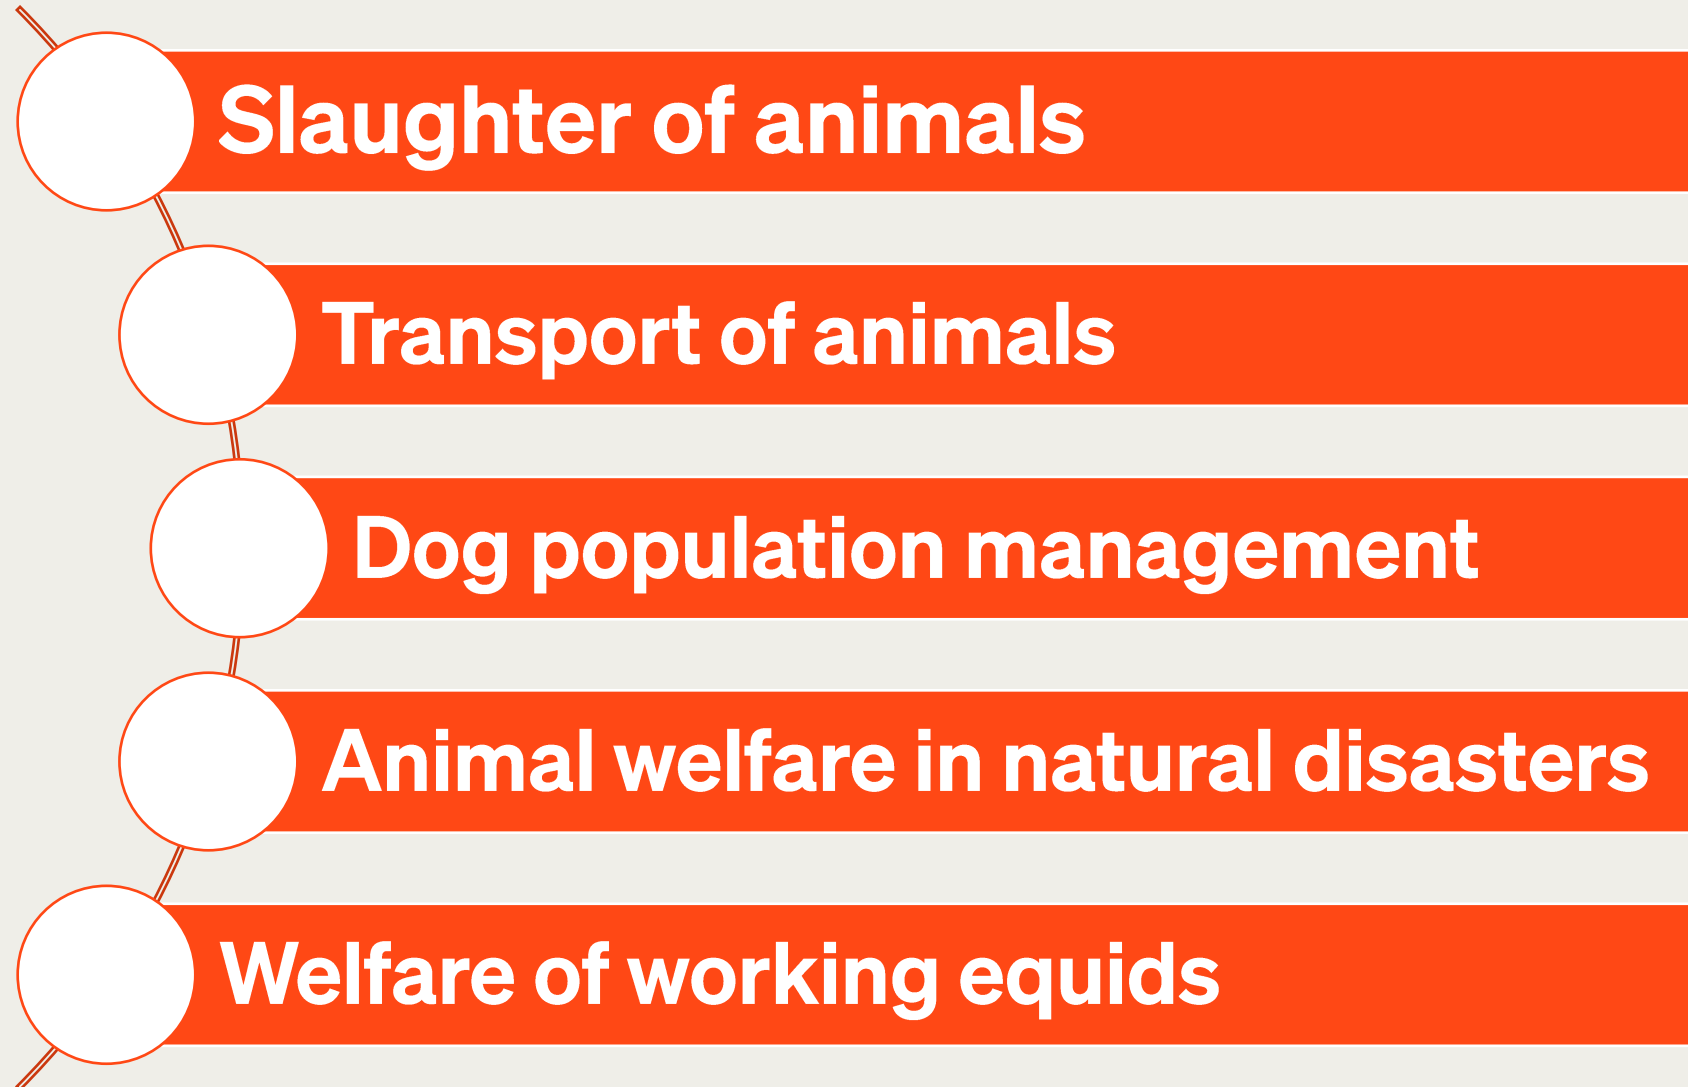 Slaughter of animals
Transport of animals
Dog population management
Animal welfare in natural disasters
Welfare of working equids